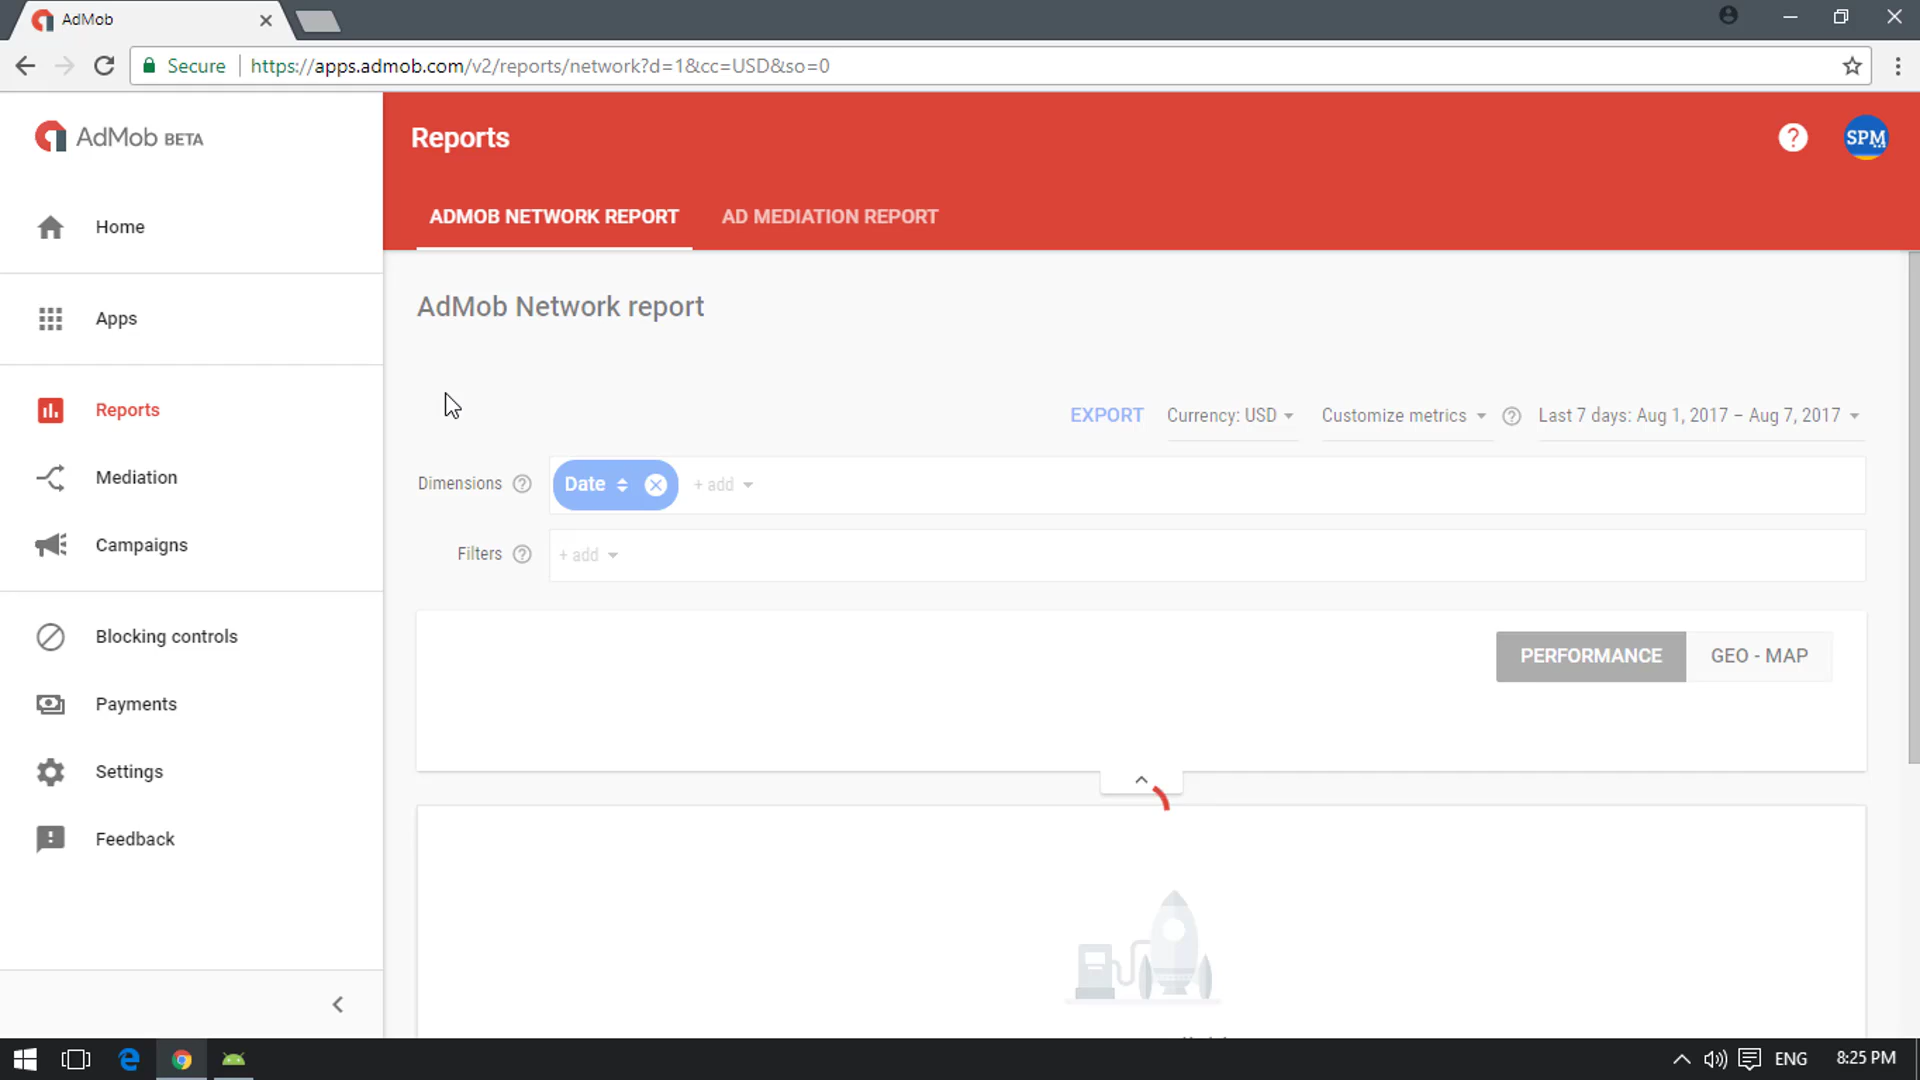 AdMob
Secure
https://apps.admob.com/v2/reports/network?d=1&cc=USD&so=0
AdMob BETA
Reports
SPM
ADMOB NETWORK REPORT
AD MEDIATION REPORT
Home
Apps
Reports
Mediation
Campaigns
Blocking controls
Payments
Settings
Feedback
AdMob Network report
EXPORT
Currency: USD
Customize metrics
Last 7 days: Aug 1, 2017 – Aug 7, 2017
Dimensions
Date
+ add
Filters
+ add
PERFORMANCE
GEO - MAP
ENG
8:25 PM